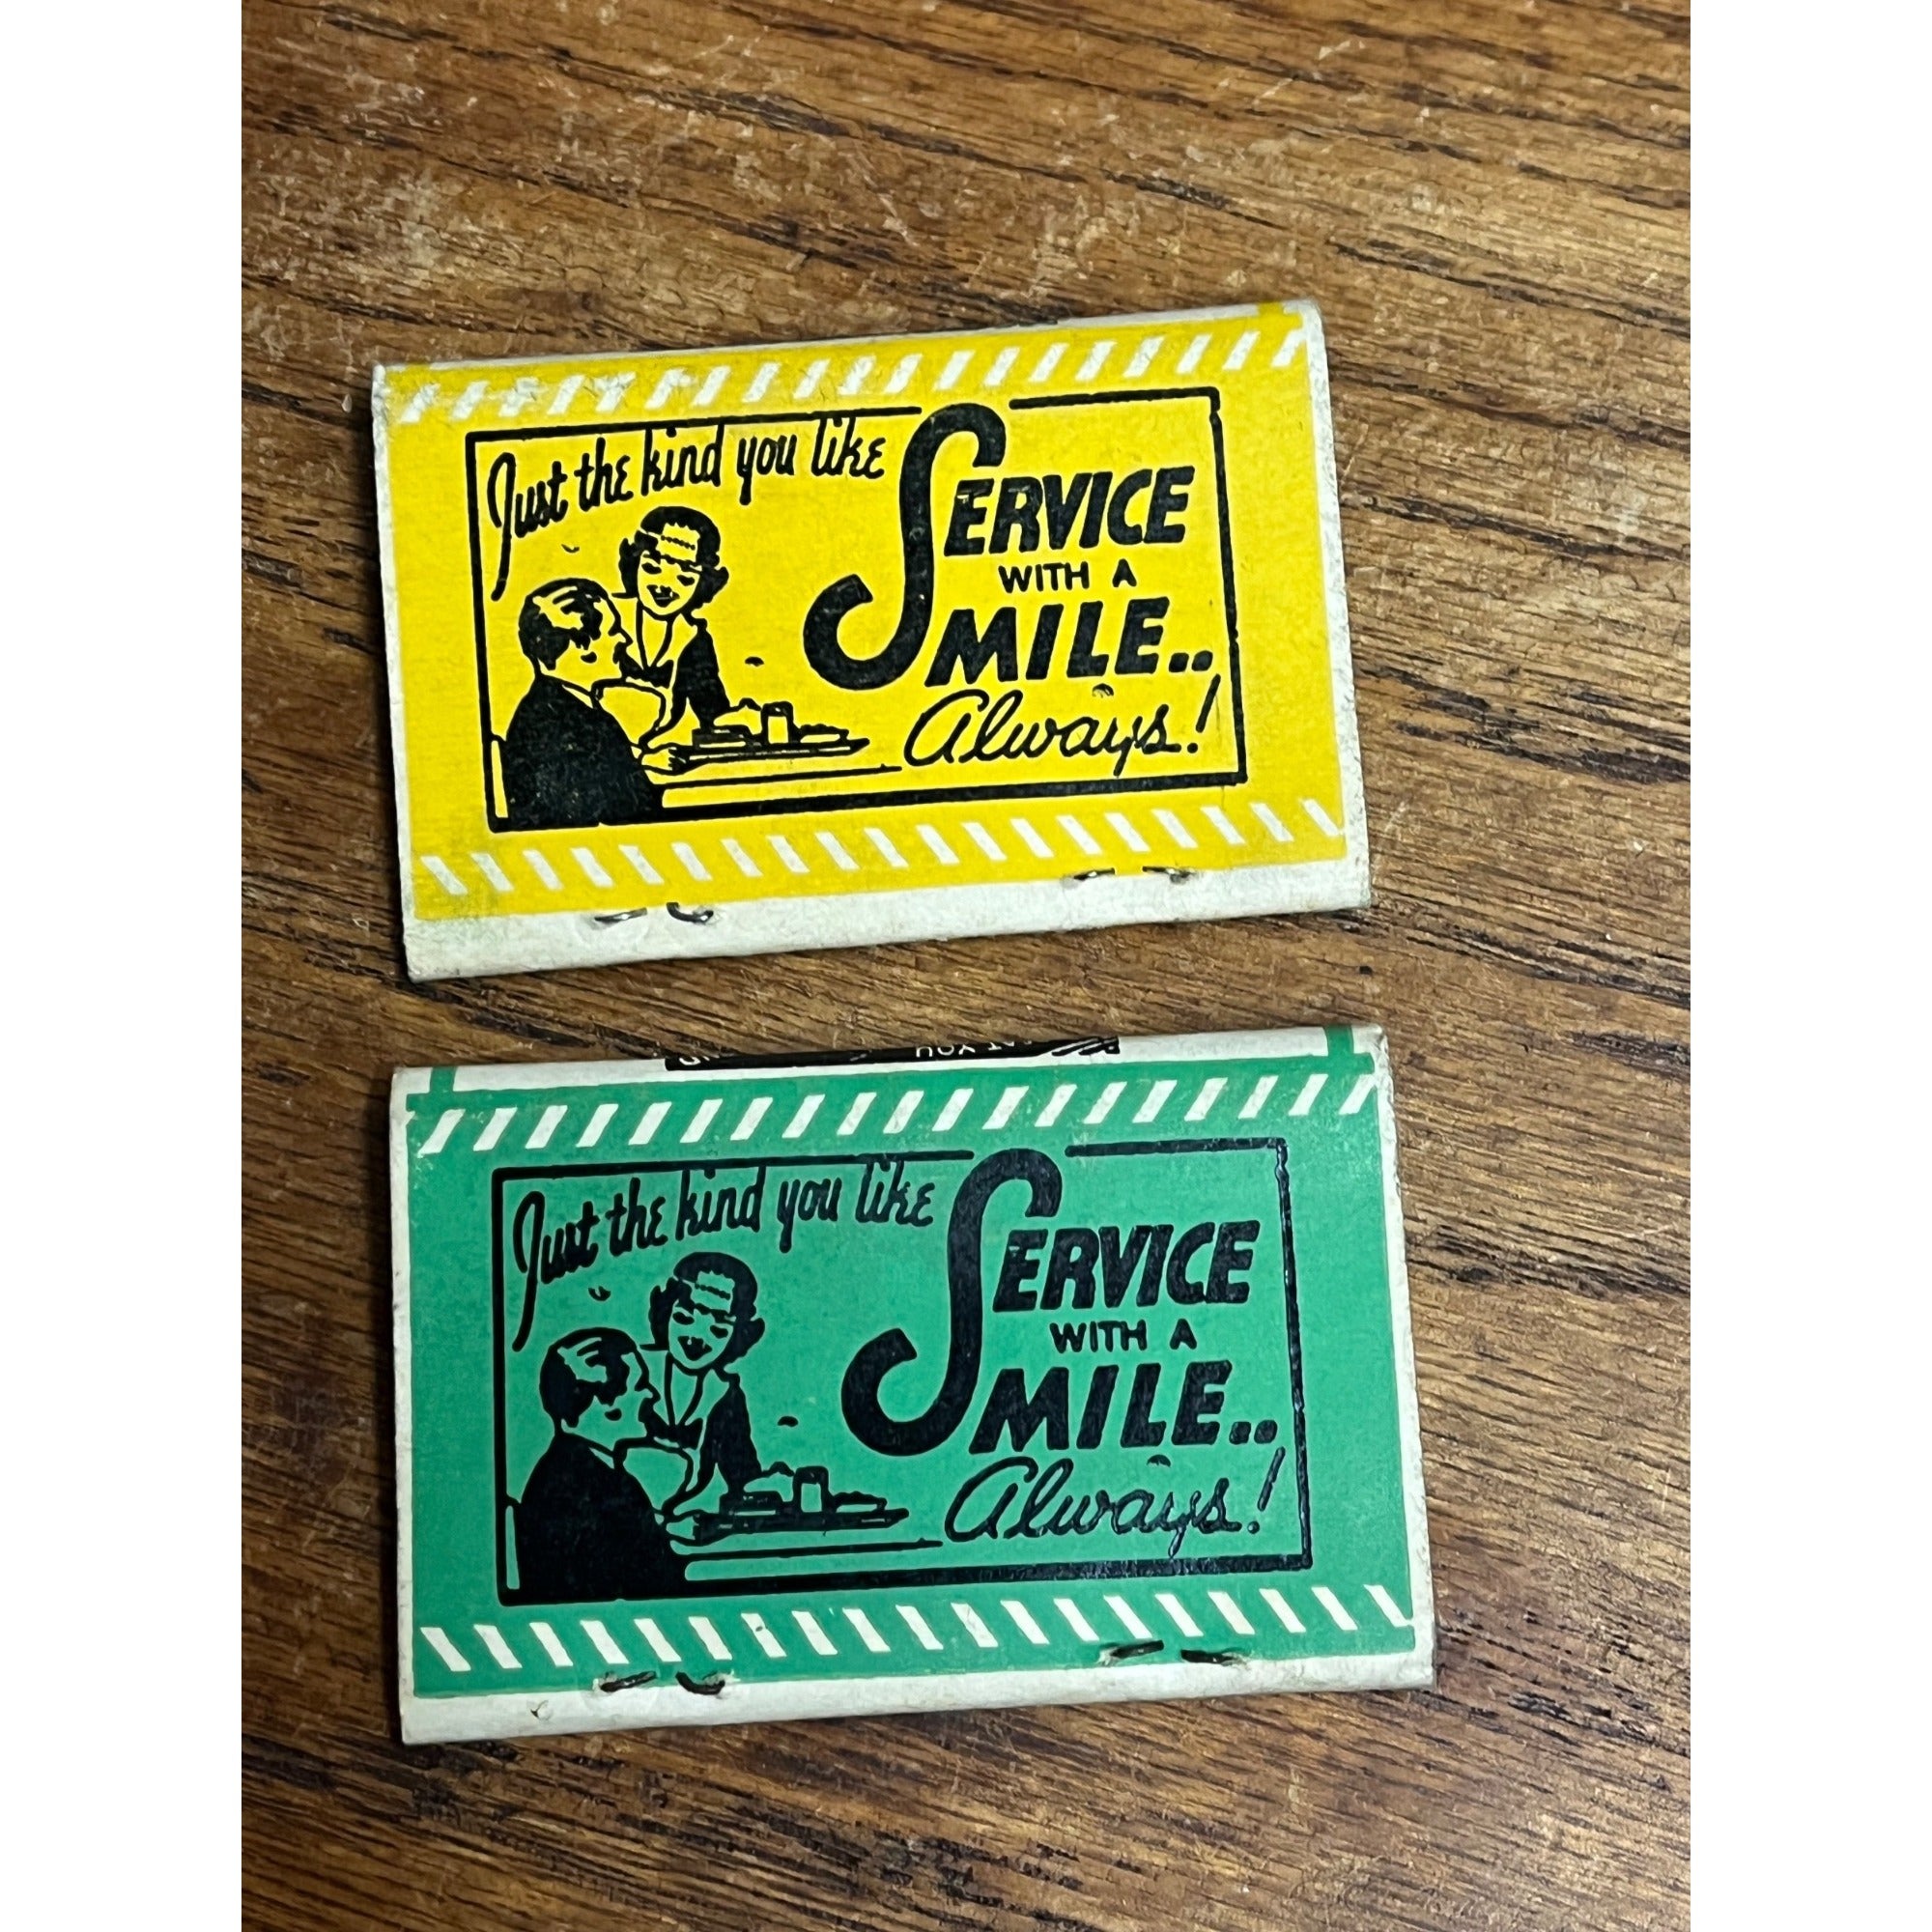 Just the kind you like
SERVICE
WITH A
SMILE..
Always!
Just the kind you like
SERVICE
WITH A
SMILE..
Always!